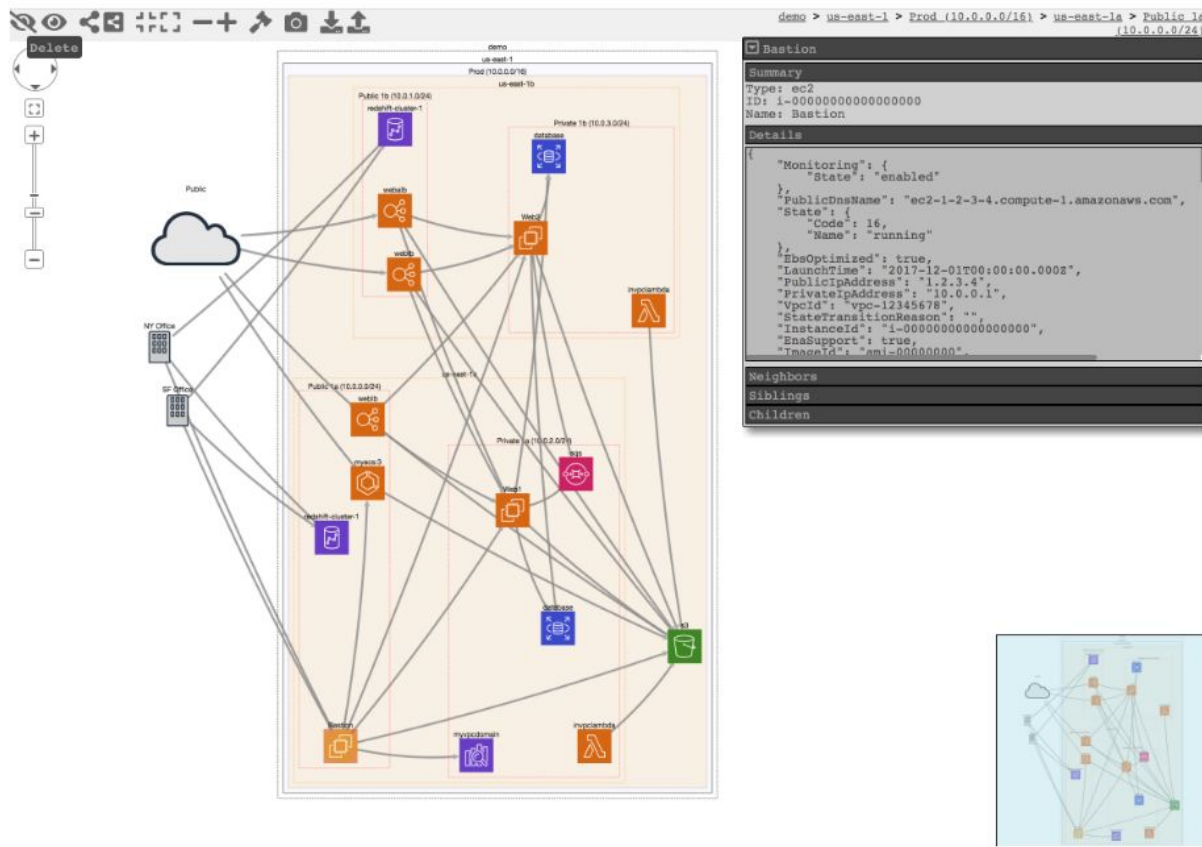 demo > us-east-1 > Prod (10.0.0.0/16) > us-east-1a > Public 1a
(10.0.0.0/24)
Delete
demo
us-east-1
Prod (10.0.0.0/16)
us-east-1b
Public 1b (10.0.1.0/24)
redshift-cluster-1
Private 1b (10.0.3.0/24)
database
Public
webalb
Web2
weblb
invpclambda
NY Office
SF Office
us-east-1a
Public 1a (10.0.0.0/24)
weblb
Private 1a (10.0.2.0/24)
sqs
myecs:3
Web1
redshift-cluster-1
database
s3
Bastion
myvpcdomain
invpclambda
Bastion
Summary
Type: ec2
ID: i-00000000000000000
Name: Bastion
Details
{
"Monitoring": {
"State": "enabled"
},
"PublicDnsName": "ec2-1-2-3-4.compute-1.amazonaws.com",
"State": {
"Code": 16,
"Name": "running"
},
"EbsOptimized": true,
"LaunchTime": "2017-12-01T00:00:00.000Z",
"PublicIpAddress": "1.2.3.4",
"PrivateIpAddress": "10.0.0.1",
"VpcId": "vpc-12345678",
"StateTransitionReason": "",
"InstanceId": "i-00000000000000000",
"EnaSupport": true,
"ImageId": "ami-00000000",
Neighbors
Siblings
Children